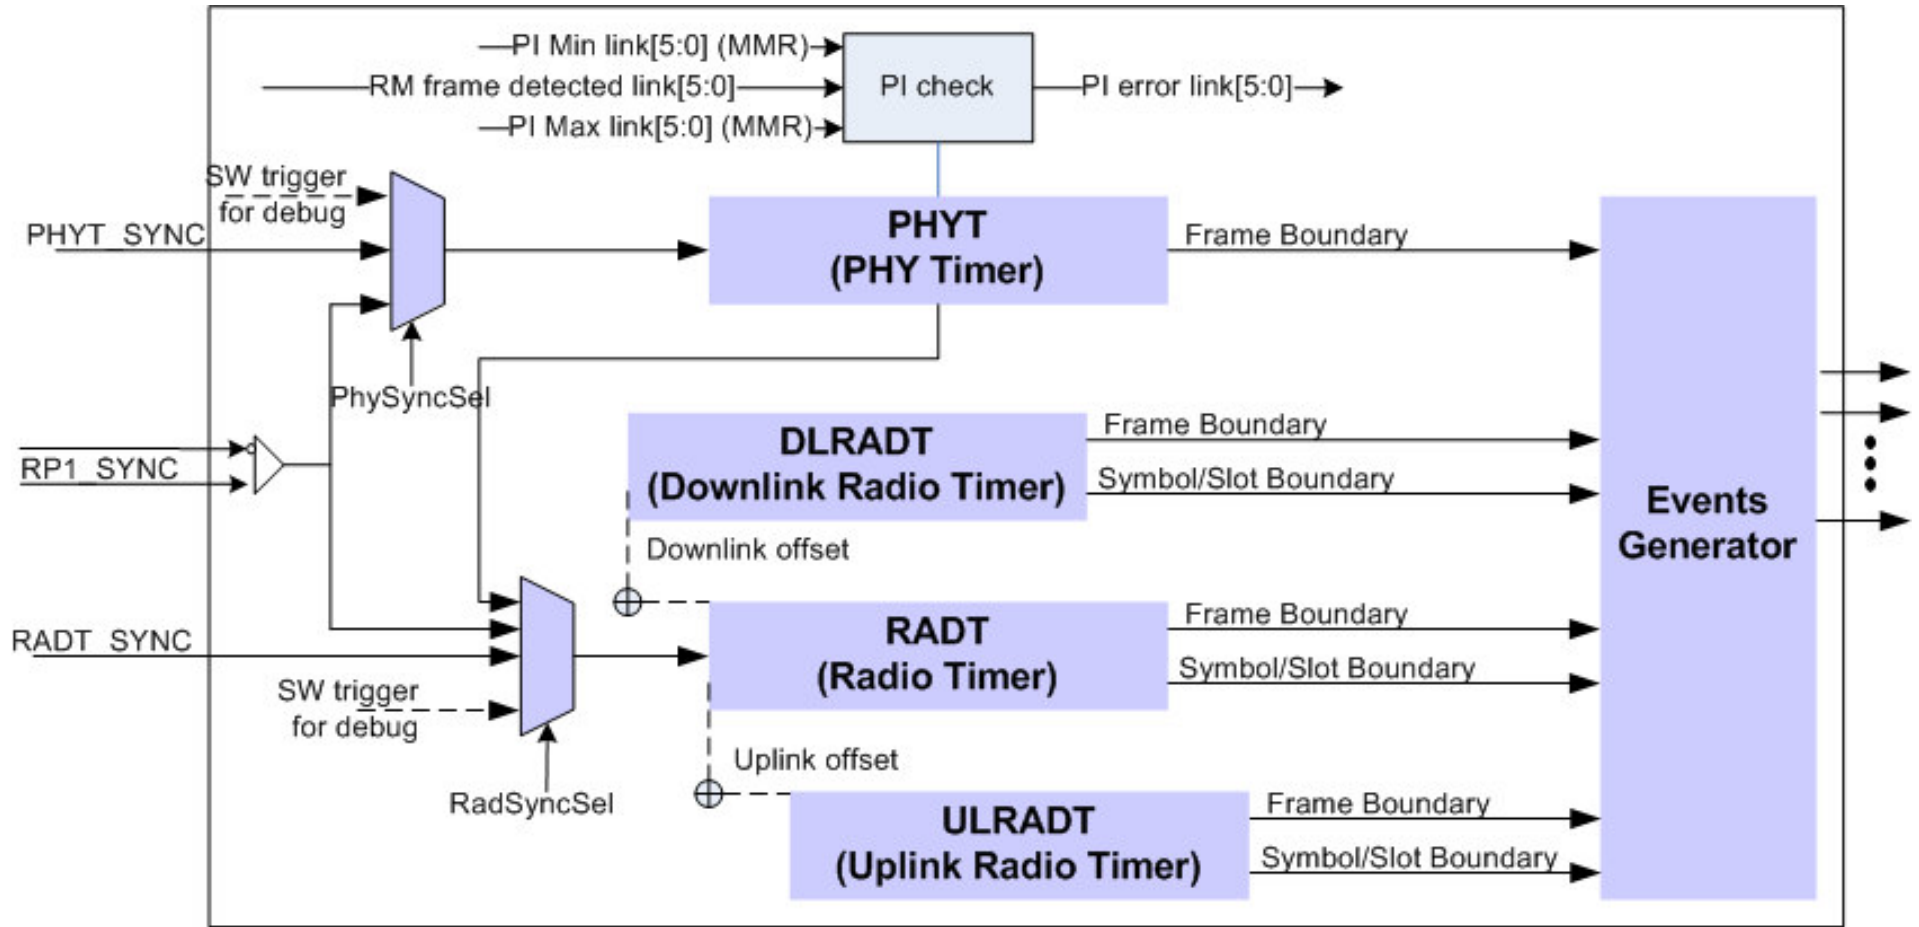 PI Min link[5:0] (MMR)
RM frame detected link[5:0]
PI Max link[5:0] (MMR)
PI check
PI error link[5:0]
SW trigger
for debug
PHYT_SYNC
PhySyncSel
PHYT
(PHY Timer)
Frame Boundary
RP1_SYNC
DLRADT
(Downlink Radio Timer)
Frame Boundary
Symbol/Slot Boundary
Downlink offset
Events
Generator
RADT_SYNC
SW trigger
for debug
RadSyncSel
RADT
(Radio Timer)
Frame Boundary
Symbol/Slot Boundary
Uplink offset
ULRADT
(Uplink Radio Timer)
Frame Boundary
Symbol/Slot Boundary